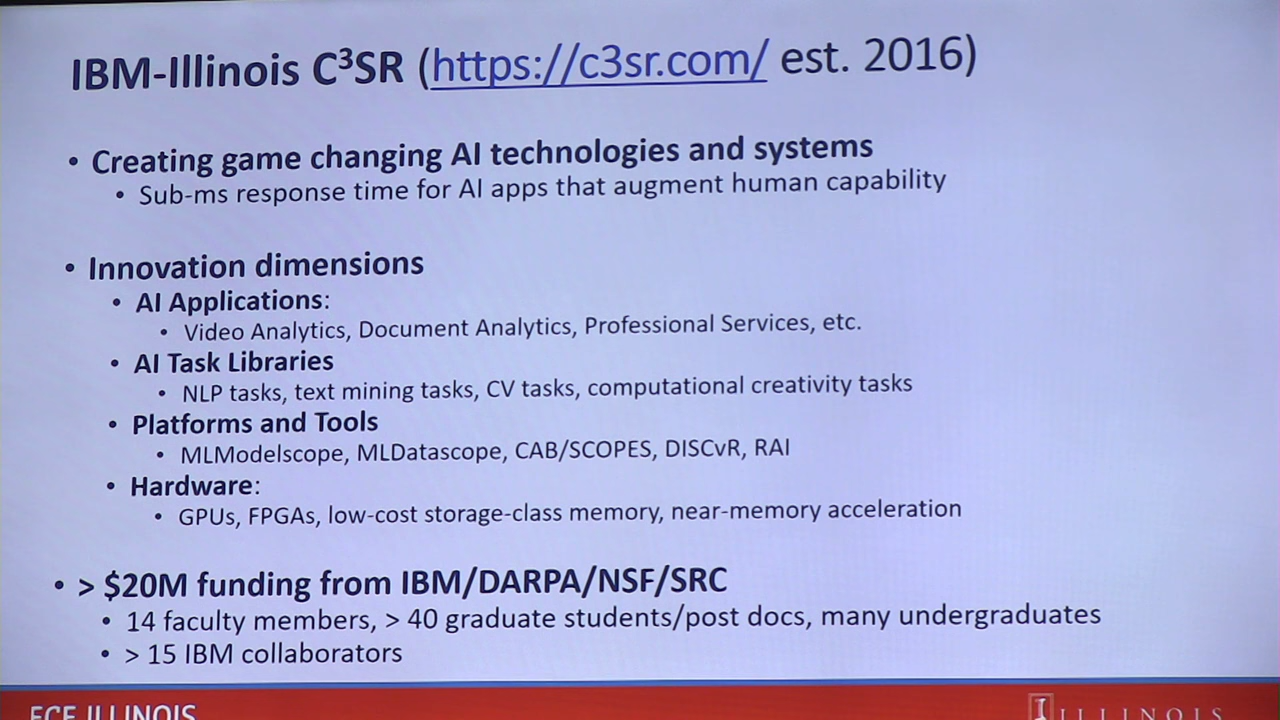 IBM-Illinois C³SR (https://c3sr.com/ est. 2016)
• Creating game changing AI technologies and systems
• Sub-ms response time for AI apps that augment human capability
• Innovation dimensions
• AI Applications:
• Video Analytics, Document Analytics, Professional Services, etc.
• AI Task Libraries
• NLP tasks, text mining tasks, CV tasks, computational creativity tasks
• Platforms and Tools
• MLModelscope, MLDatascope, CAB/SCOPES, DISCvR, RAI
• Hardware:
• GPUs, FPGAs, low-cost storage-class memory, near-memory acceleration
• > $20M funding from IBM/DARPA/NSF/SRC
• 14 faculty members, > 40 graduate students/post docs, many undergraduates
• > 15 IBM collaborators
ECE ILLINOIS
I ILLINOIS